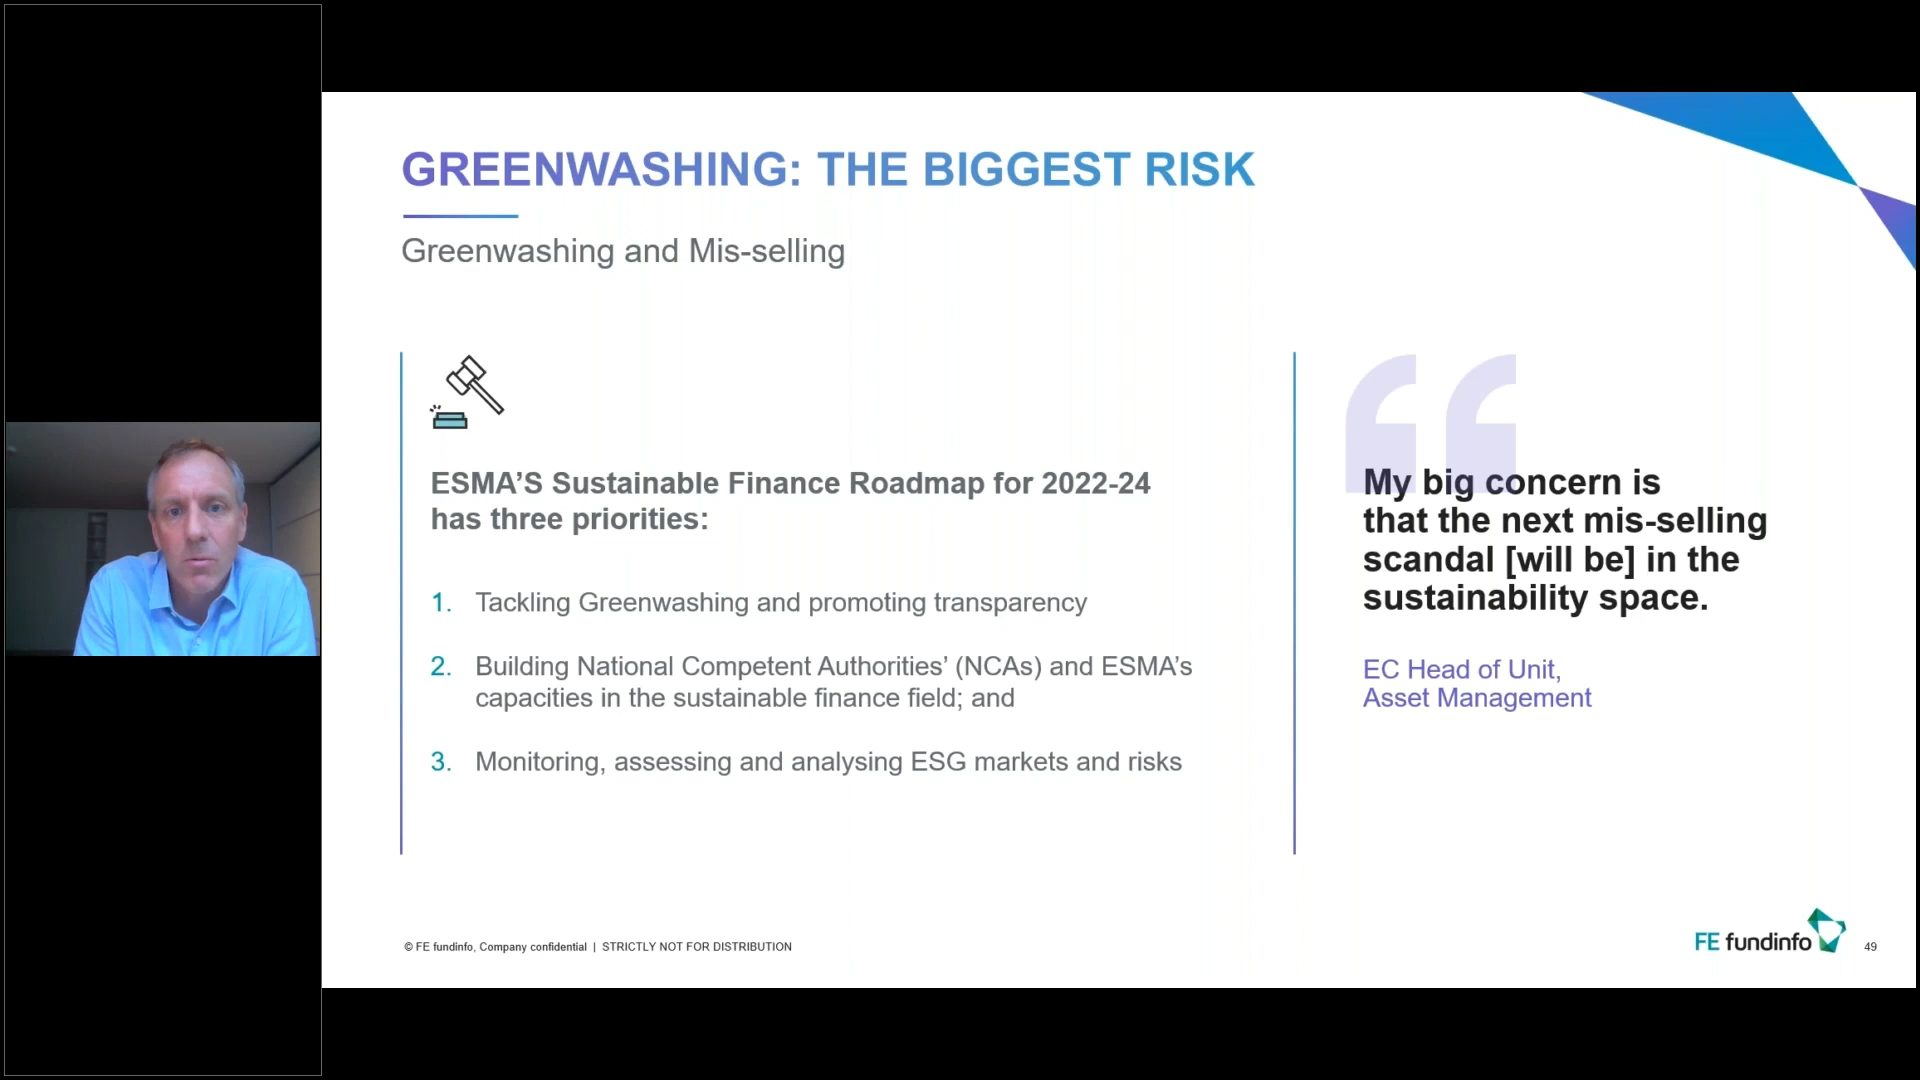 GREENWASHING: THE BIGGEST RISK
Greenwashing and Mis-selling
ESMA’S Sustainable Finance Roadmap for 2022-24
has three priorities:
1. Tackling Greenwashing and promoting transparency
2. Building National Competent Authorities’ (NCAs) and ESMA’s
capacities in the sustainable finance field; and
3. Monitoring, assessing and analysing ESG markets and risks
“
My big concern is
that the next mis-selling
scandal [will be] in the
sustainability space.
EC Head of Unit,
Asset Management
© FE fundinfo, Company confidential | STRICTLY NOT FOR DISTRIBUTION
FE fundinfo
49